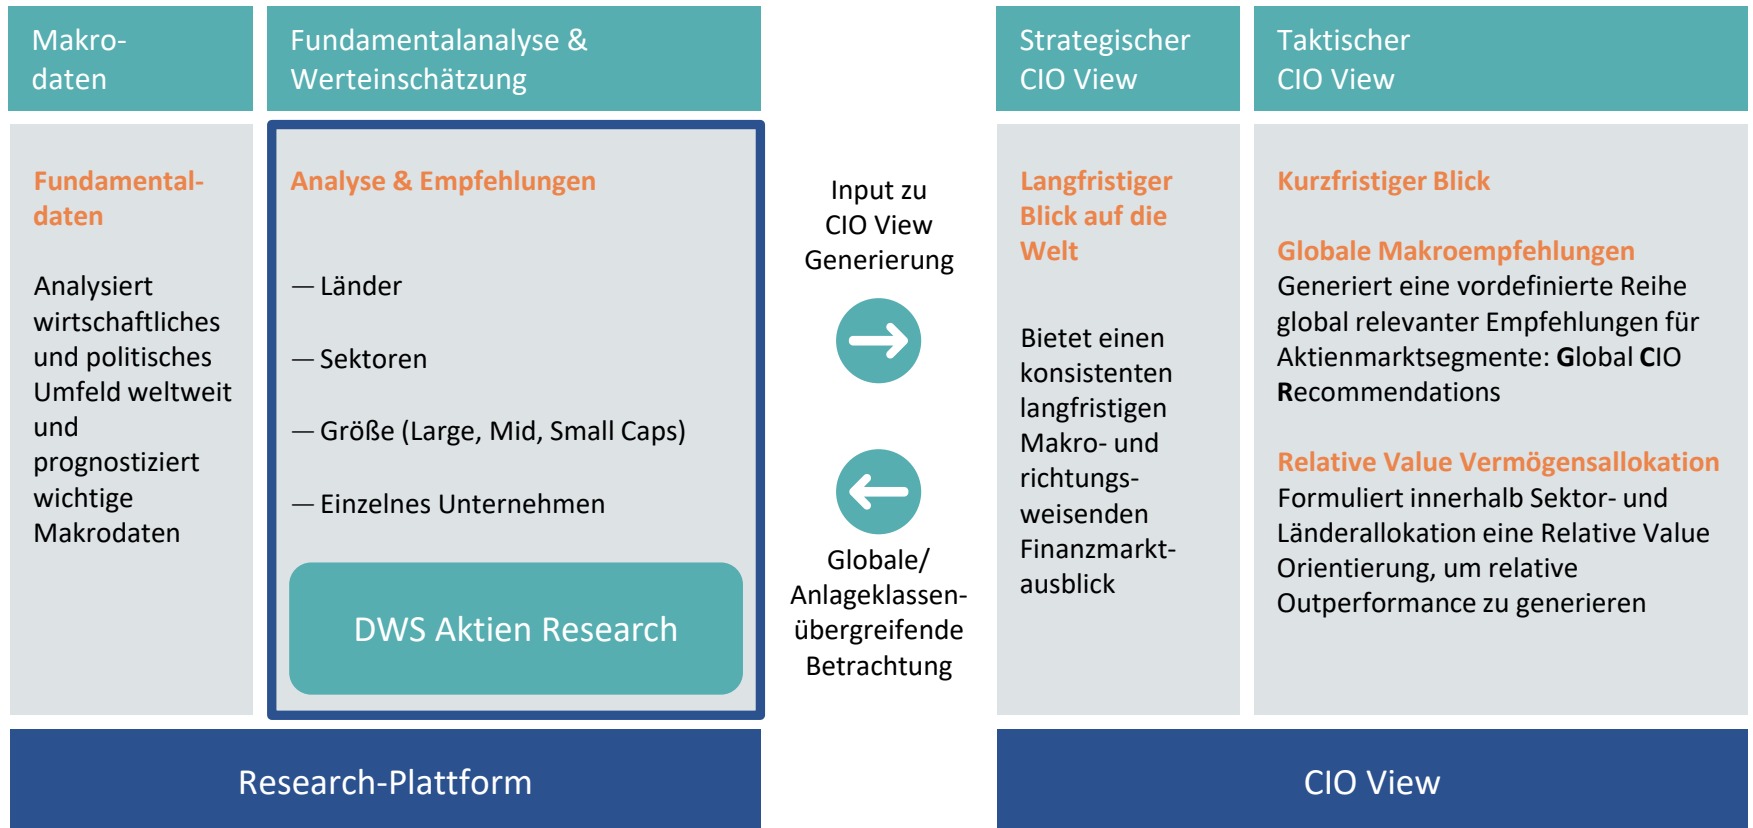 Makro-
daten
Fundamentalanalyse &
Werteinschätzung
Strategischer
CIO View
Taktischer
CIO View
Fundamental-
daten
Analysiert
wirtschaftliches
und politisches
Umfeld weltweit
und
prognostiziert
wichtige
Makrodaten
Analyse & Empfehlungen
— Länder
— Sektoren
— Größe (Large, Mid, Small Caps)
— Einzelnes Unternehmen
DWS Aktien Research
Input zu
CIO View
Generierung
Globale/
Anlageklassen-
übergreifende
Betrachtung
Langfristiger
Blick auf die
Welt
Bietet einen
konsistenten
langfristigen
Makro- und
richtungs-
weisenden
Finanzmarkt-
ausblick
Kurzfristiger Blick
Globale Makroempfehlungen
Generiert eine vordefinierte Reihe
global relevanter Empfehlungen für
Aktienmarktsegmente: Global CIO
Recommendations
Relative Value Vermögensallokation
Formuliert innerhalb Sektor- und
Länderallokation eine Relative Value
Orientierung, um relative
Outperformance zu generieren
Research-Plattform
CIO View